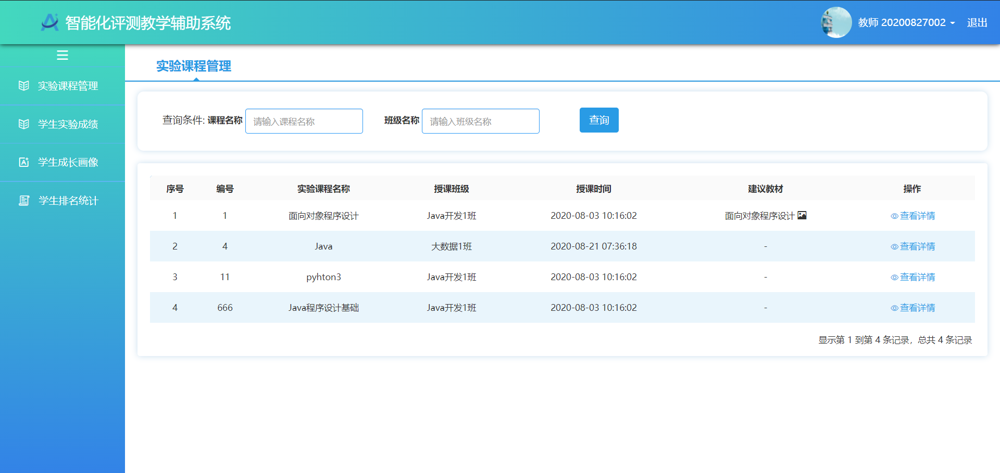 智能化评测教学辅助系统
教师 20200827002
退出
实验课程管理
学生实验成绩
学生成长画像
学生排名统计
实验课程管理
查询条件: 课程名称 请输入课程名称 班级名称 请输入班级名称 查询
序号 编号 实验课程名称 授课班级 授课时间 建议教材 操作
1 1 面向对象程序设计 Java开发1班 2020-08-03 10:16:02 面向对象程序设计 查看详情
2 4 Java 大数据1班 2020-08-21 07:36:18 - 查看详情
3 11 pyhton3 Java开发1班 2020-08-03 10:16:02 - 查看详情
4 666 Java程序设计基础 Java开发1班 2020-08-03 10:16:02 - 查看详情
显示第 1 到第 4 条记录，总共 4 条记录